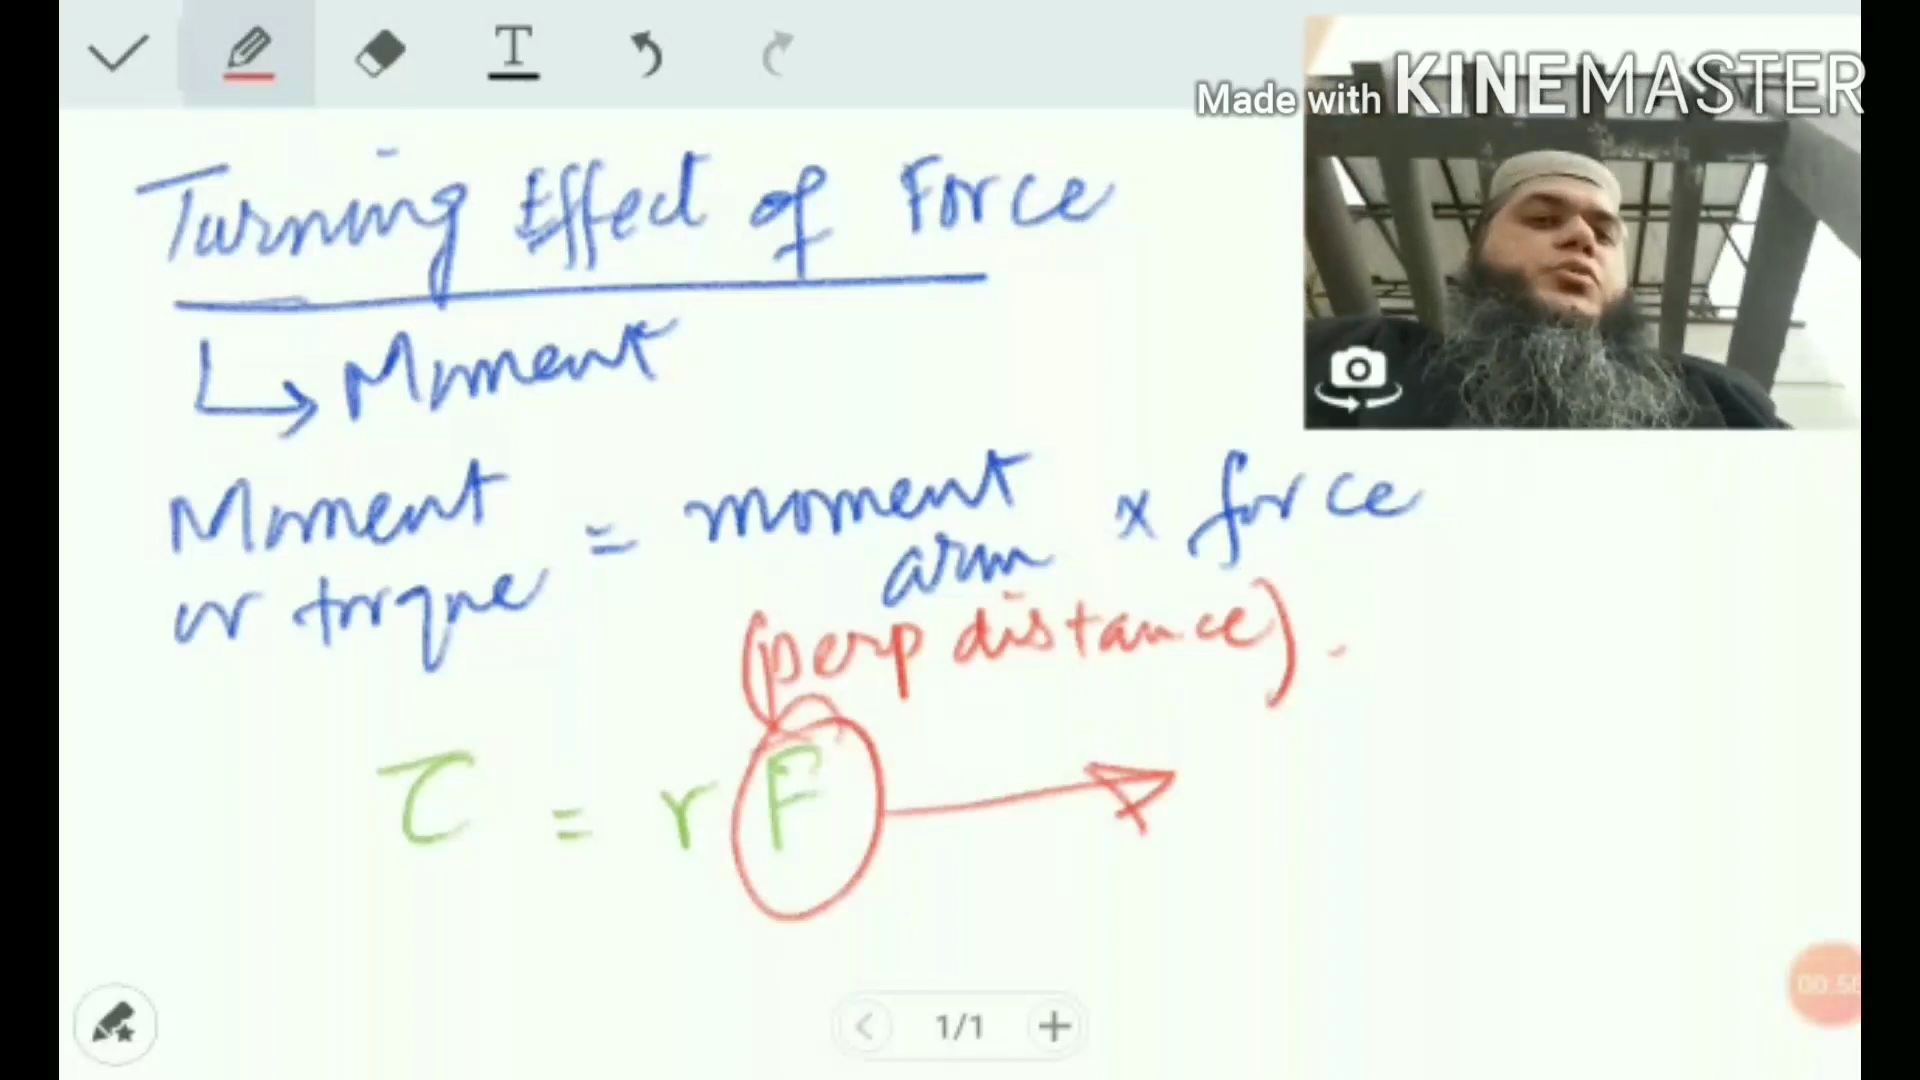 T
Made with KINEMASTER
Turning Effect of Force
Moment
Moment = moment x force
or torque arm
(perp distance).
τ = r F
1/1